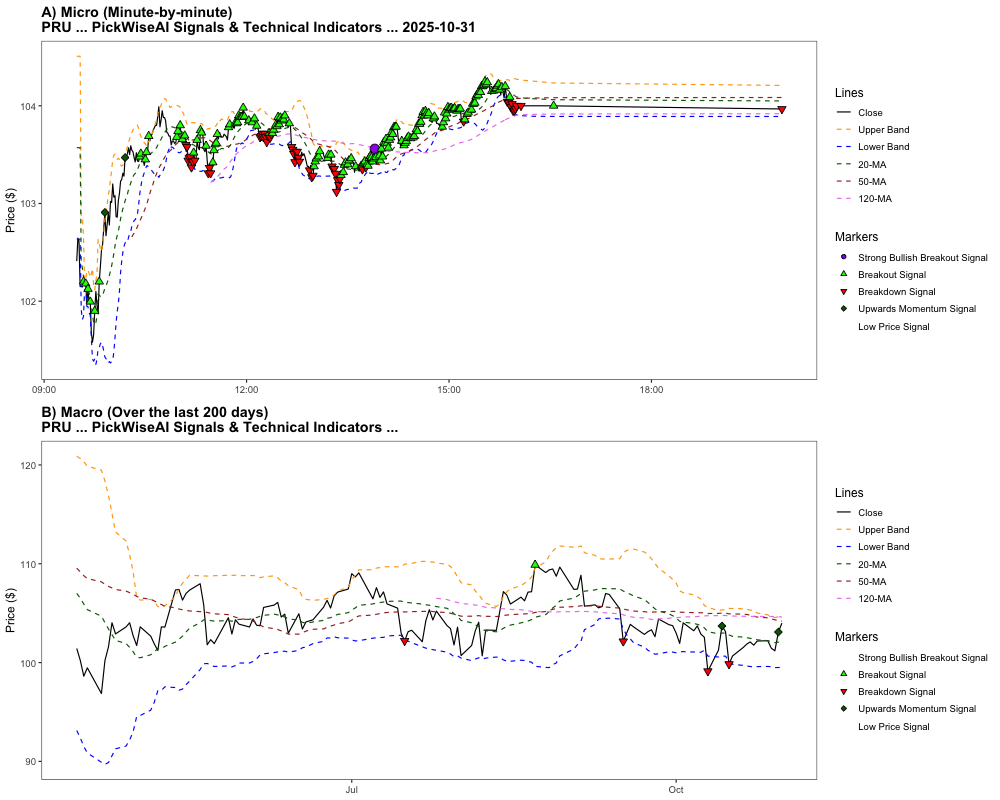 A) Micro (Minute-by-minute)
PRU ... PickWiseAI Signals & Technical Indicators ... 2025-10-31
Price ($)
104
103
102
09:00
12:00
15:00
18:00
Lines
Close
Upper Band
Lower Band
20-MA
50-MA
120-MA
Markers
Strong Bullish Breakout Signal
Breakout Signal
Breakdown Signal
Upwards Momentum Signal
Low Price Signal
B) Macro (Over the last 200 days)
PRU ... PickWiseAI Signals & Technical Indicators ...
Price ($)
120
110
100
90
Jul
Oct
Lines
Close
Upper Band
Lower Band
20-MA
50-MA
120-MA
Markers
Strong Bullish Breakout Signal
Breakout Signal
Breakdown Signal
Upwards Momentum Signal
Low Price Signal